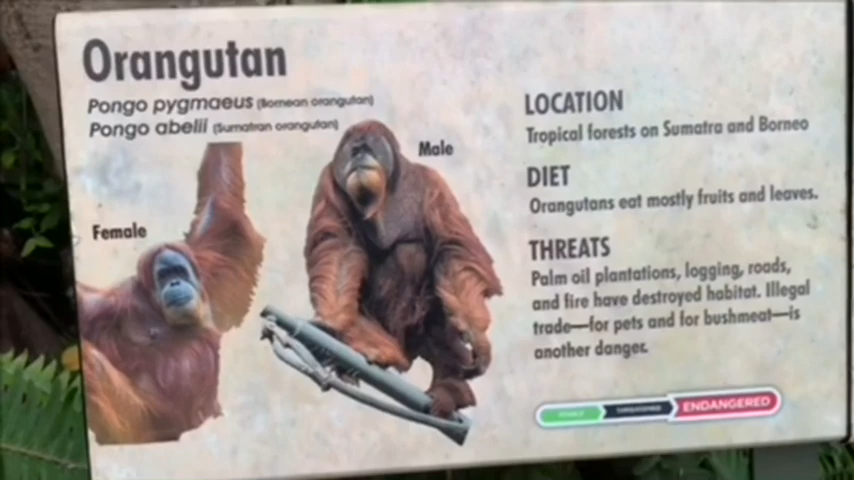 Orangutan
Pongo pygmaeus (Bornean orangutan)
Pongo abelii (Sumatran orangutan)
Male
Female
LOCATION
Tropical forests on Sumatra and Borneo
DIET
Orangutans eat mostly fruits and leaves.
THREATS
Palm oil plantations, logging, roads,
and fire have destroyed habitat. Illegal
trade—for pets and for bushmeat—is
another danger.
STABLE THREATENED ENDANGERED